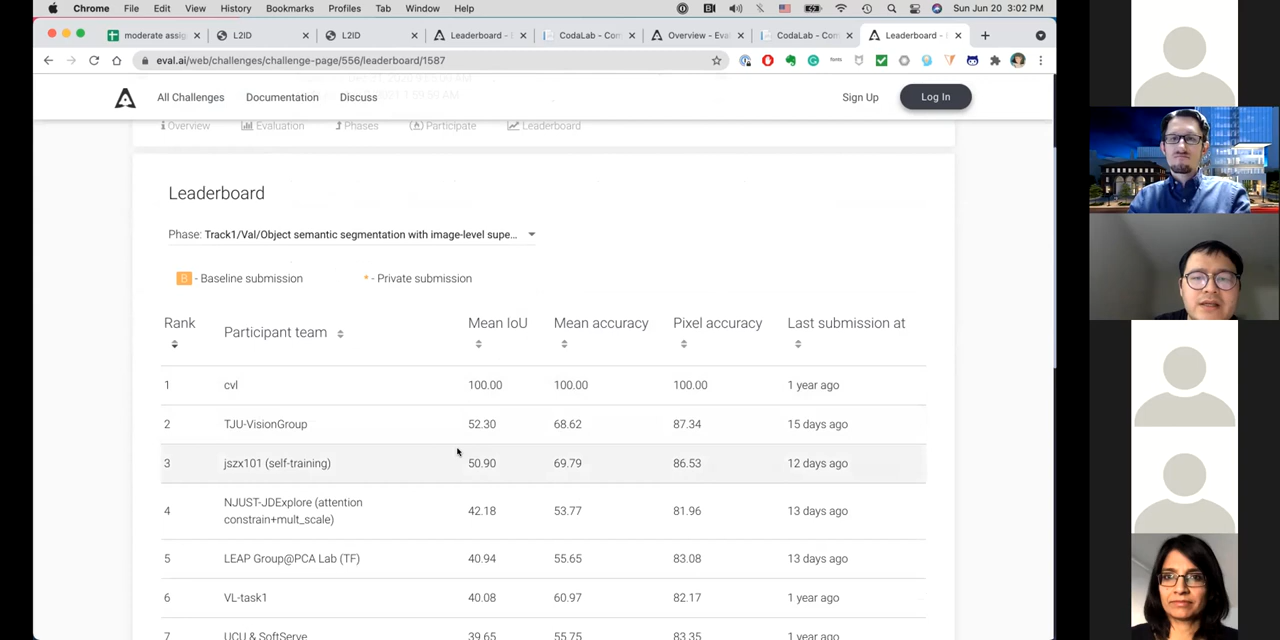 Chrome File Edit View History Bookmarks Profiles Tab Window Help Sun Jun 20 3:02 PM
moderate assig L2ID L2ID Leaderboard - E CodaLab - Com Overview - Eva CodaLab - Com Leaderboard -
eval.ai/web/challenges/challenge-page/556/leaderboard/1587
All Challenges Documentation Discuss Sign Up Log In
Overview Evaluation Phases Participate Leaderboard
Leaderboard
Phase: Track1/Val/Object semantic segmentation with image-level supe...
B - Baseline submission * - Private submission
Rank Participant team Mean IoU Mean accuracy Pixel accuracy Last submission at
1 cvl 100.00 100.00 100.00 1 year ago
2 TJU-VisionGroup 52.30 68.62 87.34 15 days ago
3 jszx101 (self-training) 50.90 69.79 86.53 12 days ago
4 NJUST-JDExplore (attention constrain+mult_scale) 42.18 53.77 81.96 13 days ago
5 LEAP Group@PCA Lab (TF) 40.94 55.65 83.08 13 days ago
6 VL-task1 40.08 60.97 82.17 1 year ago
7 UCU & SoftServe 39.65 55.75 83.35 1 year ago